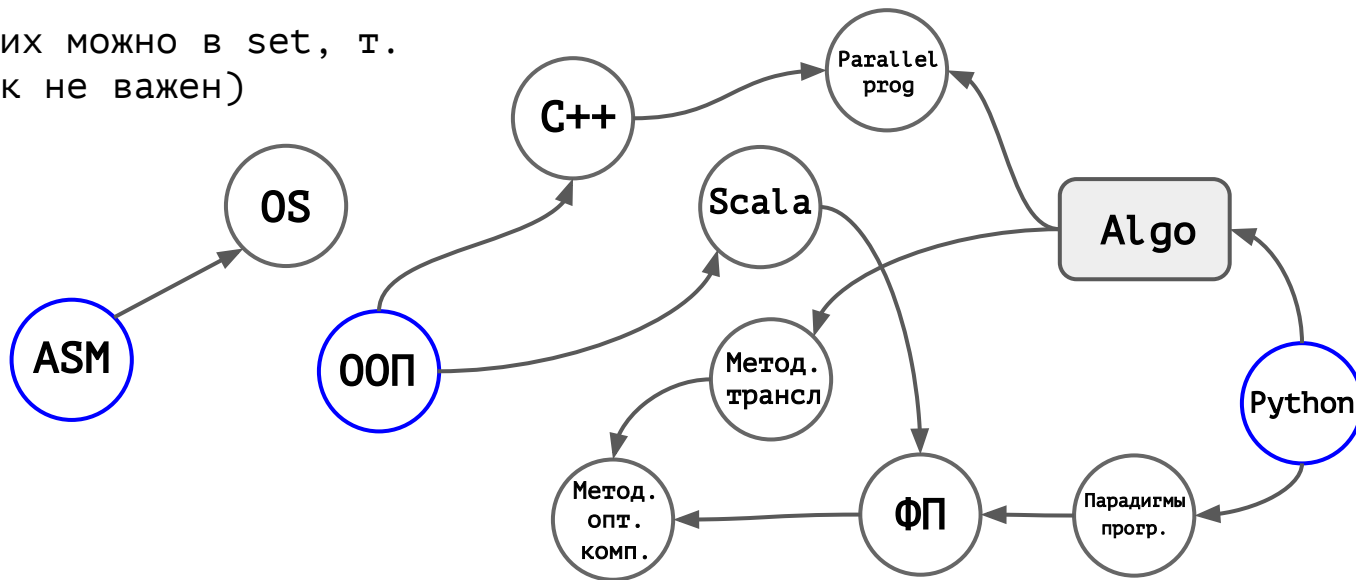 их можно в set, т.
к не важен)
Parallel
prog
C++
Scala
OS
Algo
ASM
ООП
Метод.
трансл
Python
Метод.
опт.
комп.
ФП
Парадигмы
прогр.